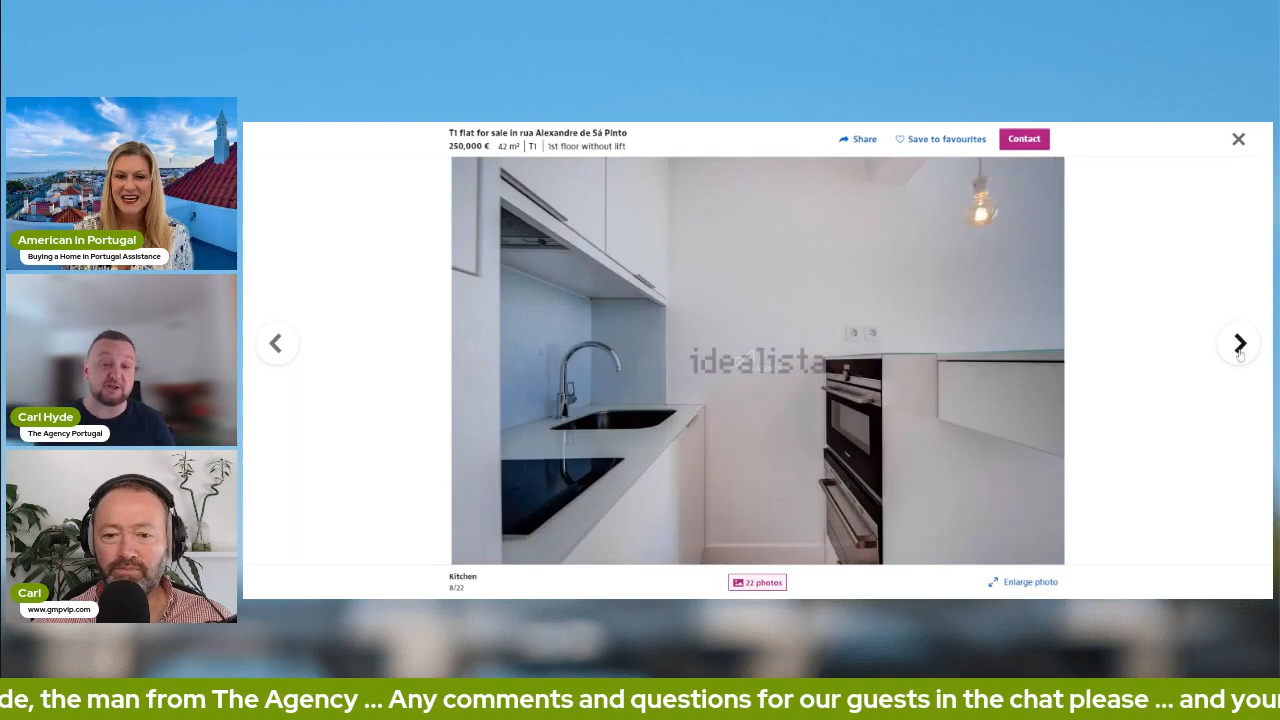 American in Portugal
Buying a Home in Portugal Assistance
Carl Hyde
The Agency Portugal
Carl
www.gmpvip.com
T1 flat for sale in rua Alexandre de Sá Pinto
250,000 € 42 m² T1 1st floor without lift
Share
Save to favourites
Contact
idealista
Kitchen
8/22
22 photos
Enlarge photo
de, the man from The Agency ... Any comments and questions for our guests in the chat please ... and your